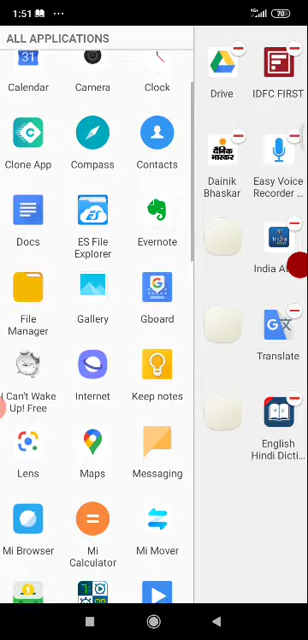 1:51
4G
70
ALL APPLICATIONS
Calendar
Camera
Clock
Drive
IDFC FIRST
Clone App
Compass
Contacts
दैनिक
भास्कर
Dainik
Bhaskar
Easy Voice
Recorder ...
Docs
ES File
Explorer
Evernote
India A
File
Manager
Gallery
Gboard
Translate
I Can't Wake
Up! Free
Internet
Keep notes
English
Hindi Dicti...
Lens
Maps
Messaging
Mi Browser
Mi
Calculator
Mi Mover